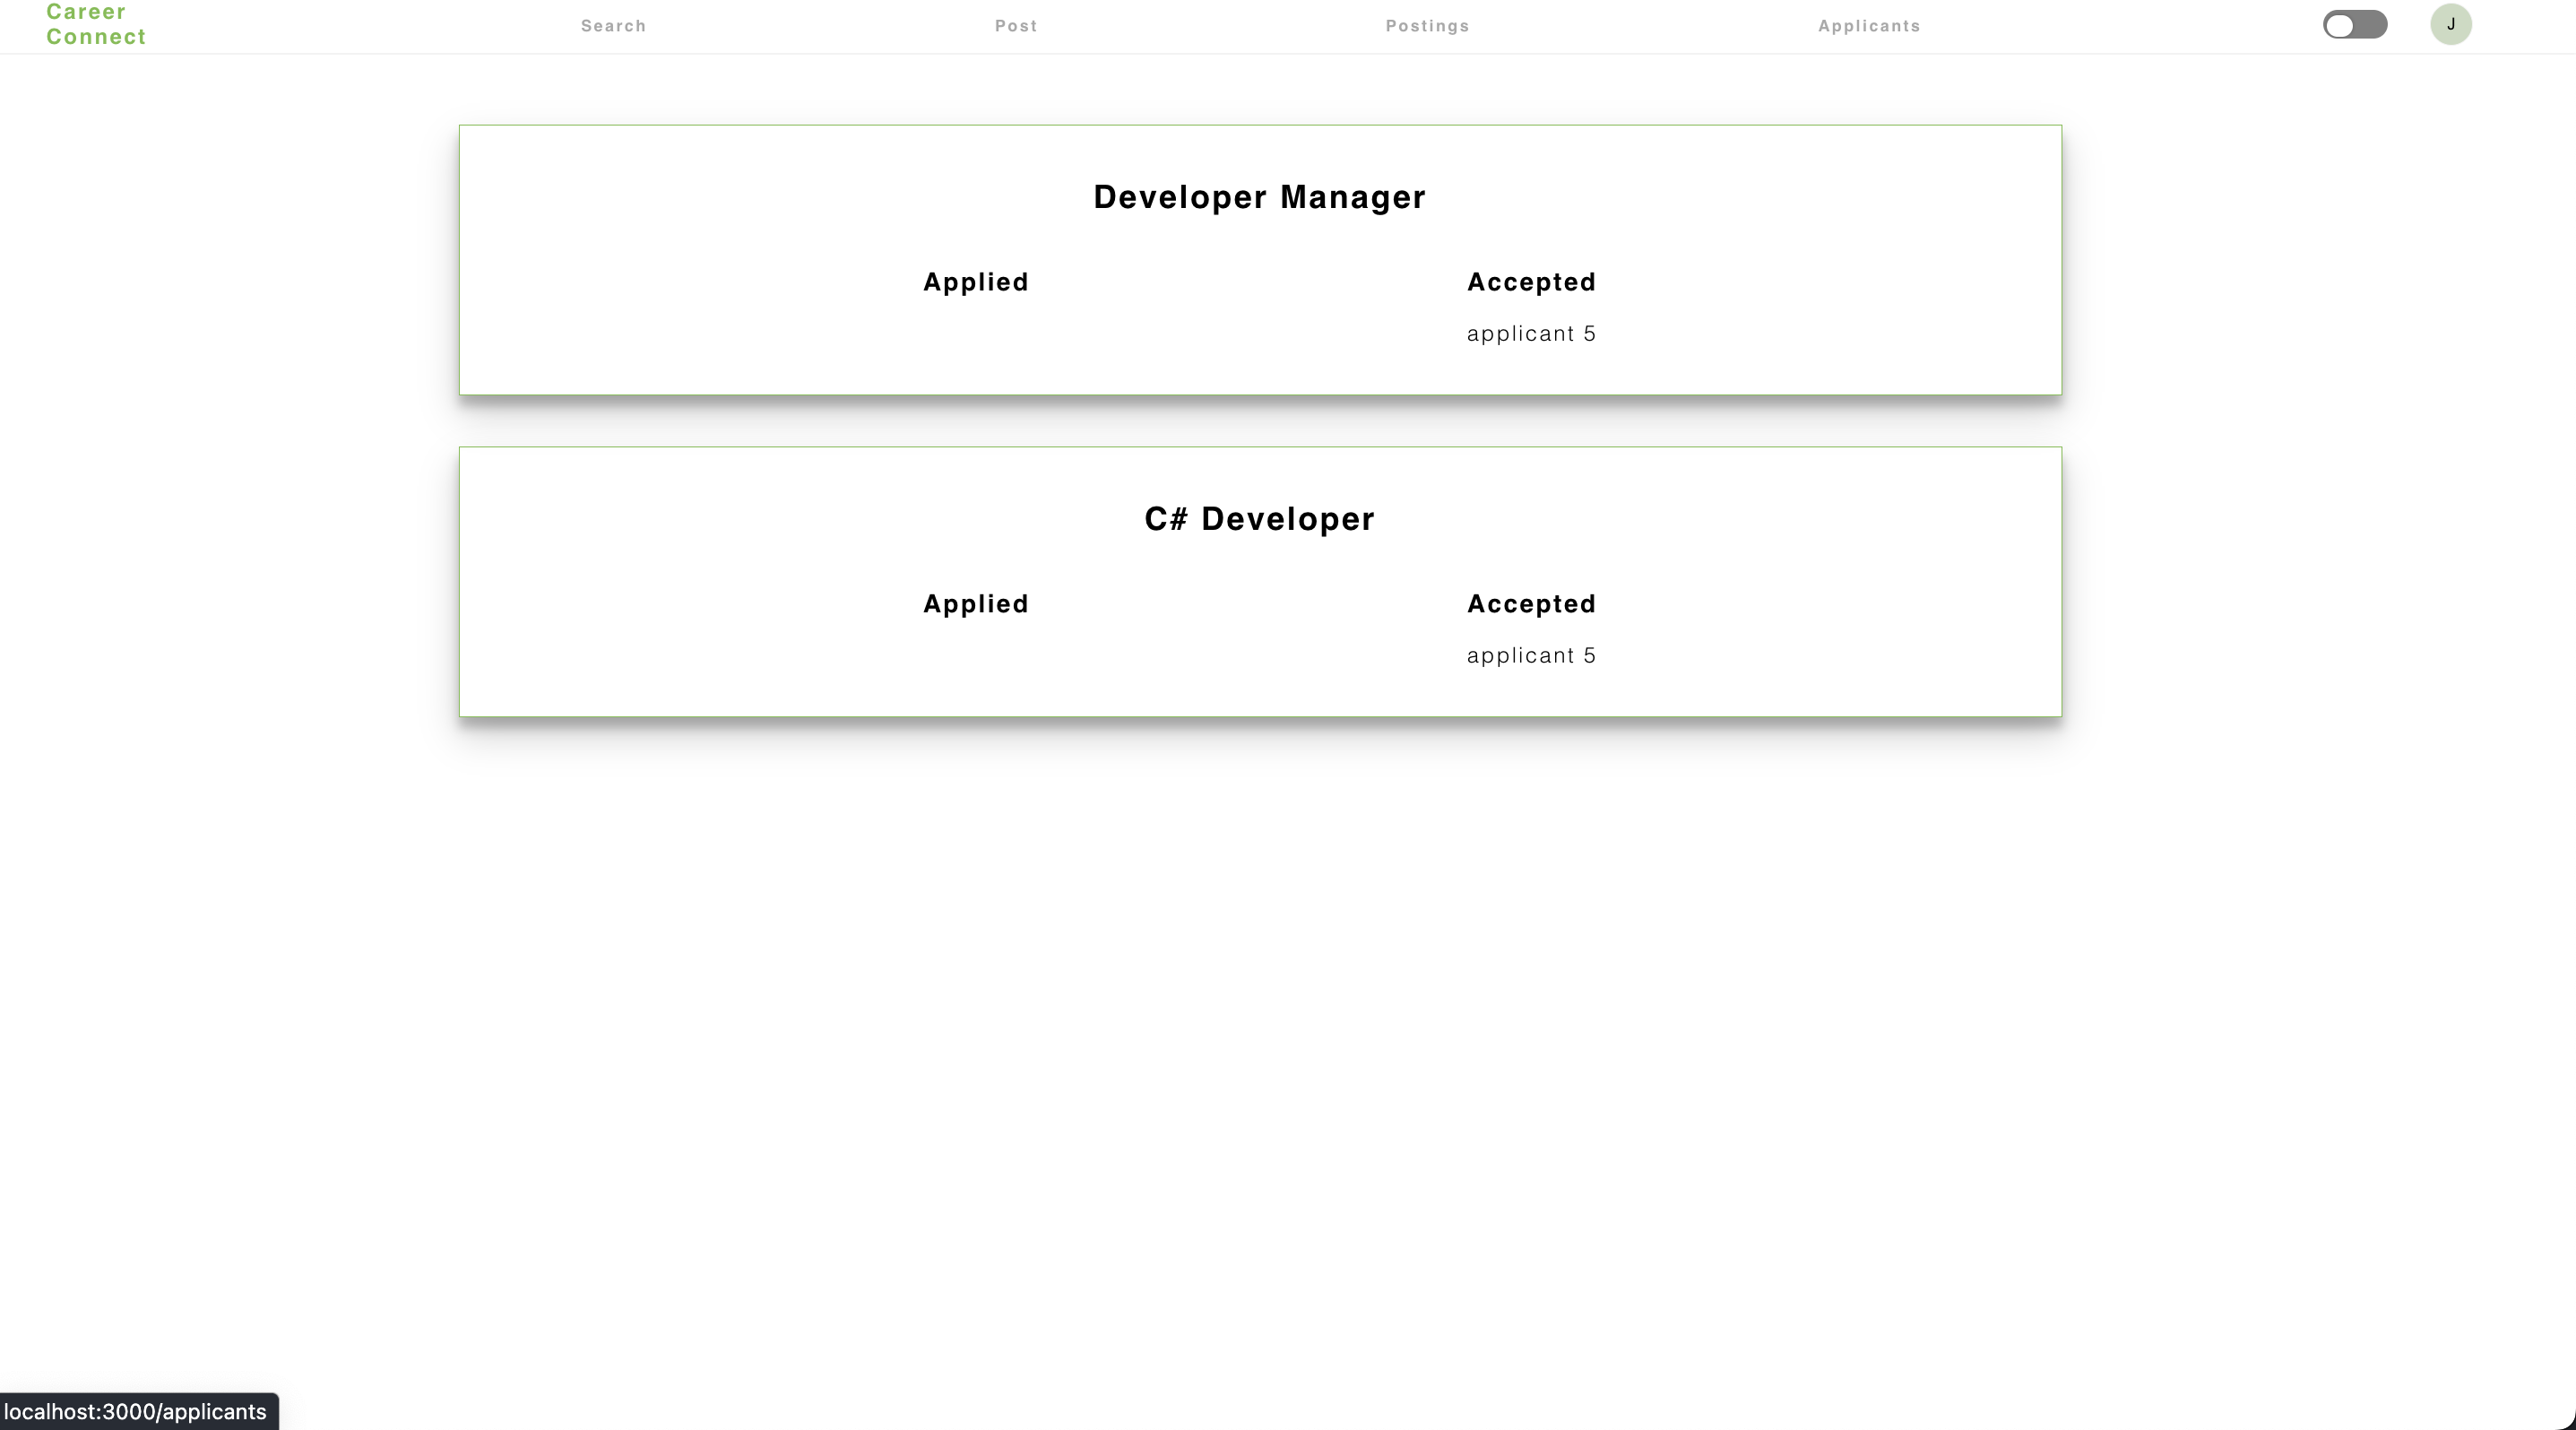 Career
Connect
Search
Post
Postings
Applicants
J
Developer Manager
Applied
Accepted
applicant 5
C# Developer
Applied
Accepted
applicant 5
localhost:3000/applicants